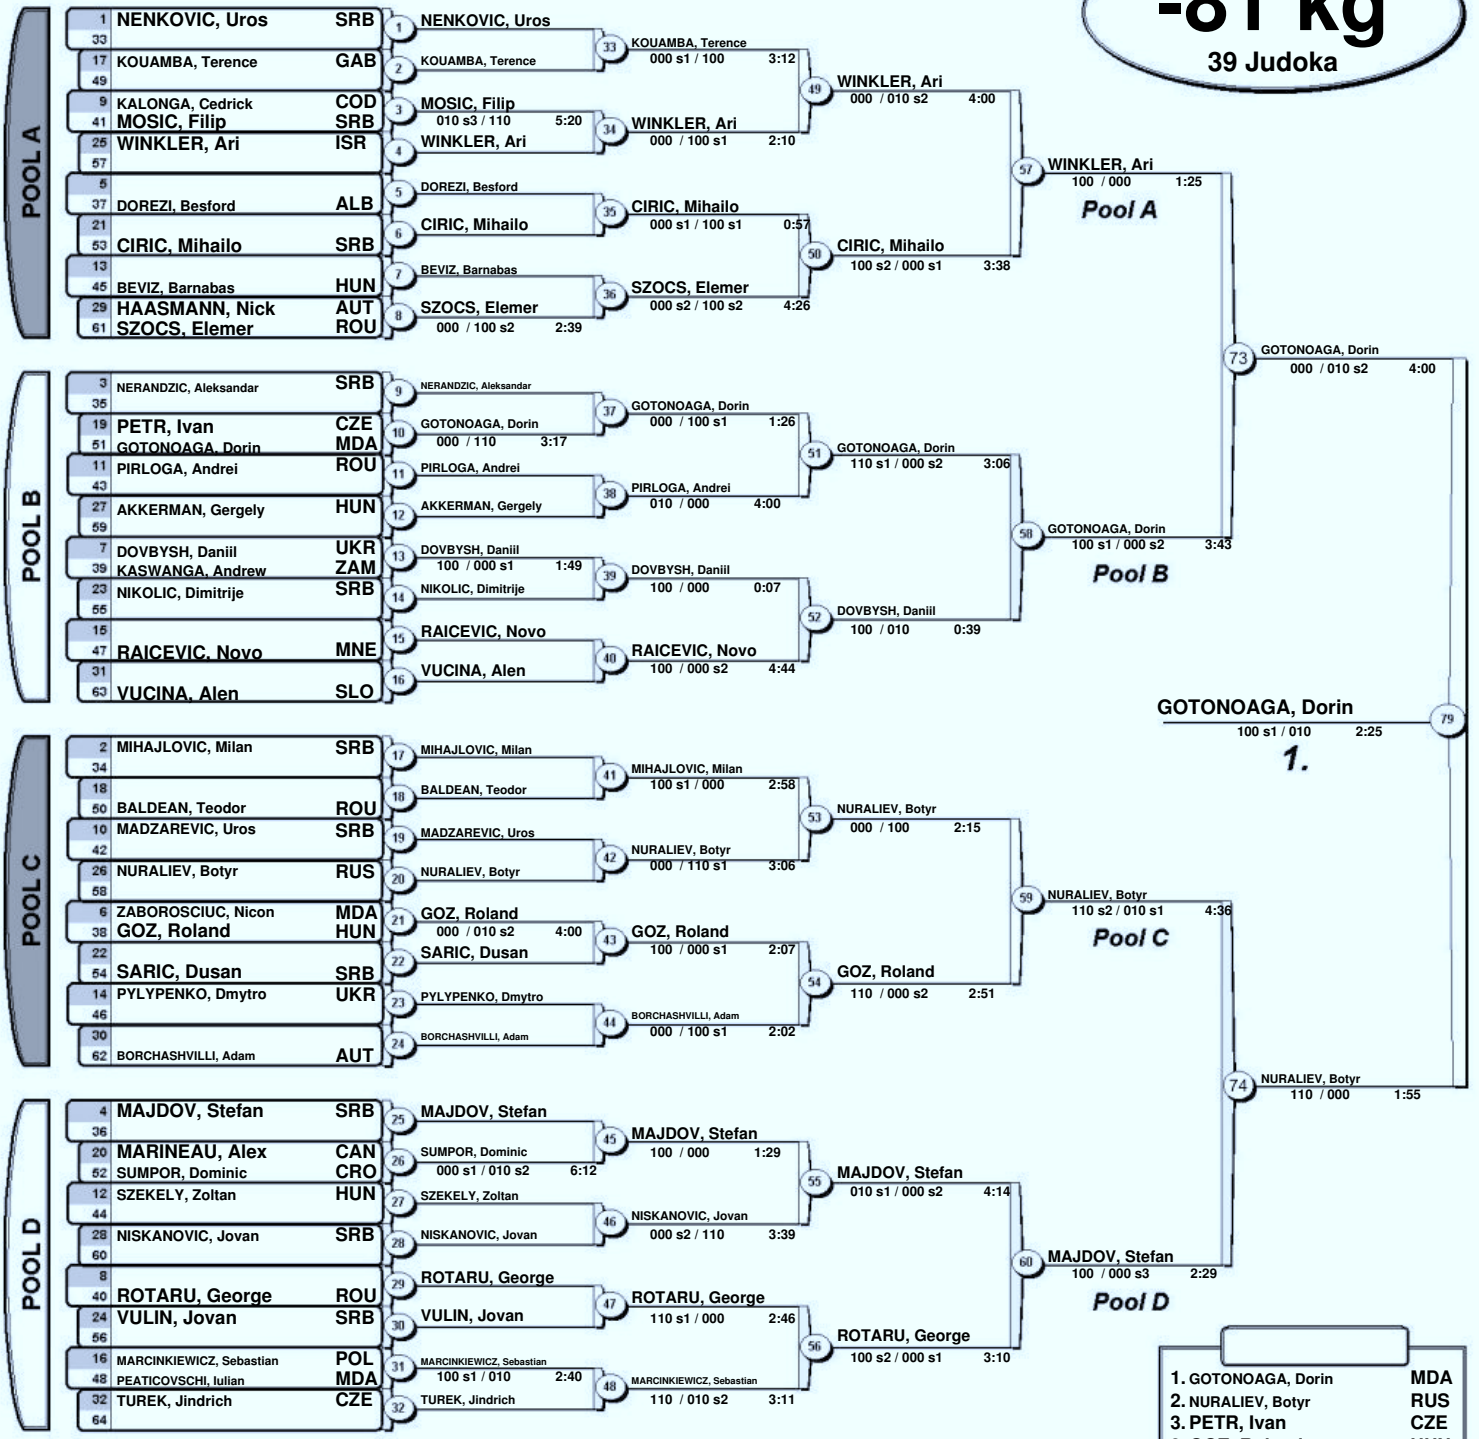 -81 kg
39 Judoka
POOL A
1 NENKOVIC, Uros SRB
33
17 KOUAMBA, Terence GAB
49
9 KALONGA, Cedrick COD
41 MOSIC, Filip SRB
25 WINKLER, Ari ISR
57
5
37 DOREZI, Besford ALB
21
53 CIRIC, Mihailo SRB
13
45 BEVIZ, Barnabas HUN
29 HAASMANN, Nick AUT
61 SZOCS, Elemer ROU
1 NENKOVIC, Uros
2 KOUAMBA, Terence
3 MOSIC, Filip
010 s3 / 110 5:20
4 WINKLER, Ari
5 DOREZI, Besford
6 CIRIC, Mihailo
7 BEVIZ, Barnabas
8 SZOCS, Elemer
000 / 100 s2 2:39
33 KOUAMBA, Terence
000 s1 / 100 3:12
34 WINKLER, Ari
000 / 100 s1 2:10
35 CIRIC, Mihailo
000 s1 / 100 s1 0:57
36 SZOCS, Elemer
000 s2 / 100 s2 4:26
49 WINKLER, Ari
000 / 010 s2 4:00
50 CIRIC, Mihailo
100 s2 / 000 s1 3:38
57 WINKLER, Ari
100 / 000 1:25
Pool A
POOL B
3 NERANDZIC, Aleksandar SRB
35
19 PETR, Ivan CZE
51 GOTONOAGA, Dorin MDA
11 PIRLOGA, Andrei ROU
43
27 AKKERMAN, Gergely HUN
59
7 DOVBYSH, Daniil UKR
39 KASWANGA, Andrew ZAM
23 NIKOLIC, Dimitrije SRB
55
15
47 RAICEVIC, Novo MNE
31
63 VUCINA, Alen SLO
9 NERANDZIC, Aleksandar
10 GOTONOAGA, Dorin
000 / 110 3:17
11 PIRLOGA, Andrei
12 AKKERMAN, Gergely
13 DOVBYSH, Daniil
100 / 000 s1 1:49
14 NIKOLIC, Dimitrije
15 RAICEVIC, Novo
16 VUCINA, Alen
37 GOTONOAGA, Dorin
000 / 100 s1 1:26
38 PIRLOGA, Andrei
010 / 000 4:00
39 DOVBYSH, Daniil
100 / 000 0:07
40 RAICEVIC, Novo
100 / 000 s2 4:44
51 GOTONOAGA, Dorin
110 s1 / 000 s2 3:06
52 DOVBYSH, Daniil
100 / 010 0:39
58 GOTONOAGA, Dorin
100 s1 / 000 s2 3:43
Pool B
73 GOTONOAGA, Dorin
000 / 010 s2 4:00
GOTONOAGA, Dorin 79
100 s1 / 010 2:25
1.
POOL C
2 MIHAJLOVIC, Milan SRB
34
18
50 BALDEAN, Teodor ROU
10 MADZAREVIC, Uros SRB
42
26 NURALIEV, Botyr RUS
58
6 ZABOROSCIUC, Nicon MDA
38 GOZ, Roland HUN
22
54 SARIC, Dusan SRB
14 PYLYPENKO, Dmytro UKR
46
30
62 BORCHASHVILLI, Adam AUT
17 MIHAJLOVIC, Milan
18 BALDEAN, Teodor
19 MADZAREVIC, Uros
20 NURALIEV, Botyr
21 GOZ, Roland
000 / 010 s2 4:00
22 SARIC, Dusan
23 PYLYPENKO, Dmytro
24 BORCHASHVILLI, Adam
41 MIHAJLOVIC, Milan
100 s1 / 000 2:58
42 NURALIEV, Botyr
000 / 110 s1 3:06
43 GOZ, Roland
100 / 000 s1 2:07
44 BORCHASHVILLI, Adam
000 / 100 s1 2:02
53 NURALIEV, Botyr
000 / 100 2:15
54 GOZ, Roland
110 / 000 s2 2:51
59 NURALIEV, Botyr
110 s2 / 010 s1 4:36
Pool C
74 NURALIEV, Botyr
110 / 000 1:55
POOL D
4 MAJDOV, Stefan SRB
36
20 MARINEAU, Alex CAN
52 SUMPOR, Dominic CRO
12 SZEKELY, Zoltan HUN
44
28 NISKANOVIC, Jovan SRB
60
8
40 ROTARU, George ROU
24 VULIN, Jovan SRB
56
16 MARCINKIEWICZ, Sebastian POL
48 PEATICOVSCHI, Iulian MDA
32 TUREK, Jindrich CZE
64
25 MAJDOV, Stefan
26 SUMPOR, Dominic
000 s1 / 010 s2 6:12
27 SZEKELY, Zoltan
28 NISKANOVIC, Jovan
29 ROTARU, George
30 VULIN, Jovan
31 MARCINKIEWICZ, Sebastian
100 s1 / 010 2:40
32 TUREK, Jindrich
45 MAJDOV, Stefan
100 / 000 1:29
46 NISKANOVIC, Jovan
000 s2 / 110 3:39
47 ROTARU, George
110 s1 / 000 2:46
48 MARCINKIEWICZ, Sebastian
110 / 010 s2 3:11
55 MAJDOV, Stefan
010 s1 / 000 s2 4:14
56 ROTARU, George
100 s2 / 000 s1 3:10
60 MAJDOV, Stefan
100 / 000 s3 2:29
Pool D
1. GOTONOAGA, Dorin MDA
2. NURALIEV, Botyr RUS
3. PETR, Ivan CZE